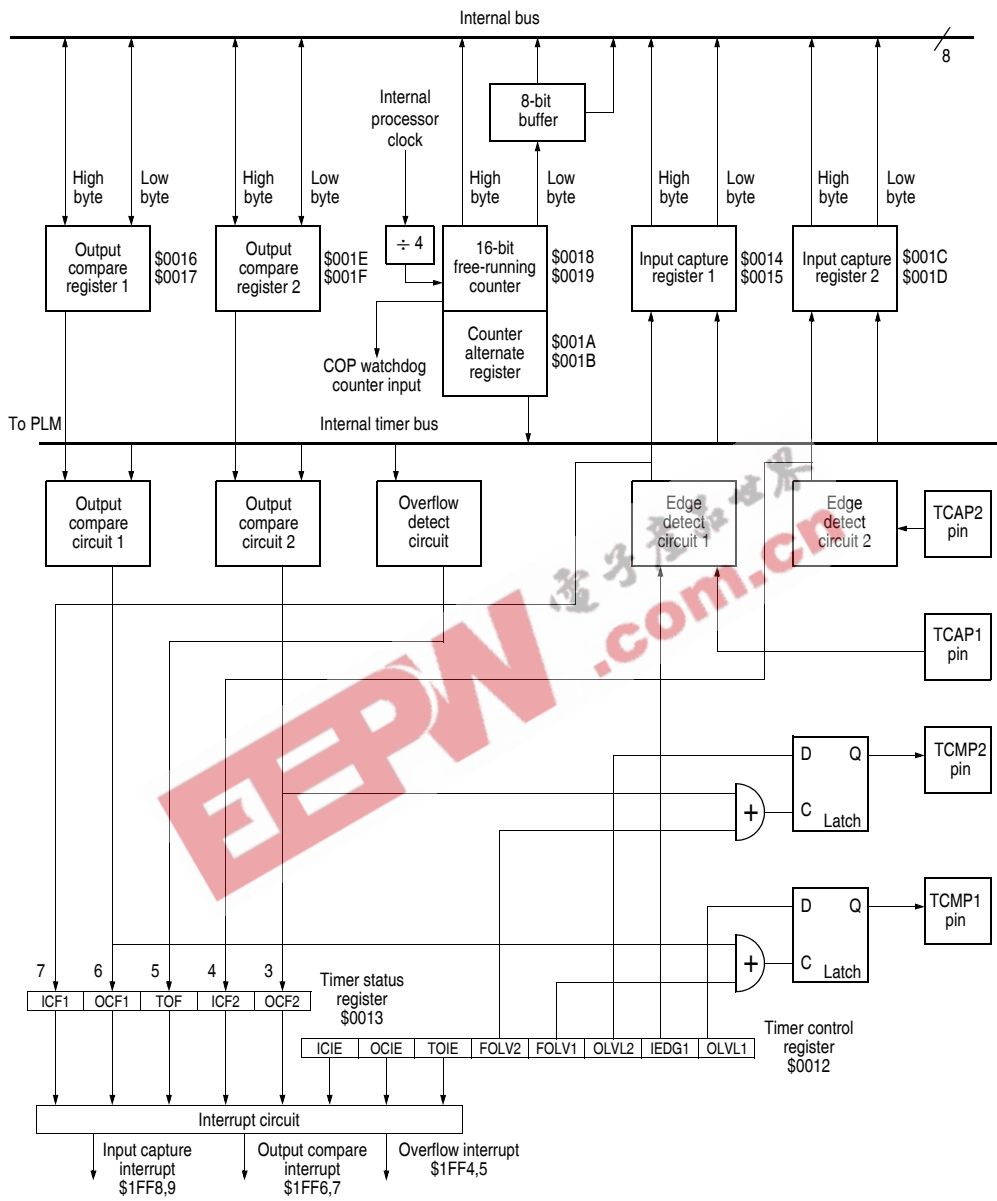 Internal bus
8
Internal
processor
clock
8-bit
buffer
High
byte
Low
byte
High
byte
Low
byte
High
byte
Low
byte
High
byte
Low
byte
High
byte
Low
byte
Output
compare
register 1
$0016
$0017
Output
compare
register 2
$001E
$001F
÷ 4
16-bit
free-running
counter
$0018
$0019
Counter
alternate
register
$001A
$001B
Input capture
register 1
$0014
$0015
Input capture
register 2
$001C
$001D
COP watchdog
counter input
To PLM
Internal timer bus
Output
compare
circuit 1
Output
compare
circuit 2
Overflow
detect
circuit
Edge
detect
circuit 1
Edge
detect
circuit 2
TCAP2
pin
TCAP1
pin
電子產品世界
EEPW.com.cn
D Q
C
Latch
TCMP2
pin
+
D Q
C
Latch
TCMP1
pin
+
7 6 5 4 3
ICF1 OCF1 TOF ICF2 OCF2
Timer status
register
$0013
ICIE OCIE TOIE FOLV2 FOLV1 OLVL2 IEDG1 OLVL1
Timer control
register
$0012
Interrupt circuit
Input capture
interrupt
$1FF8,9
Output compare
interrupt
$1FF6,7
Overflow interrupt
$1FF4,5